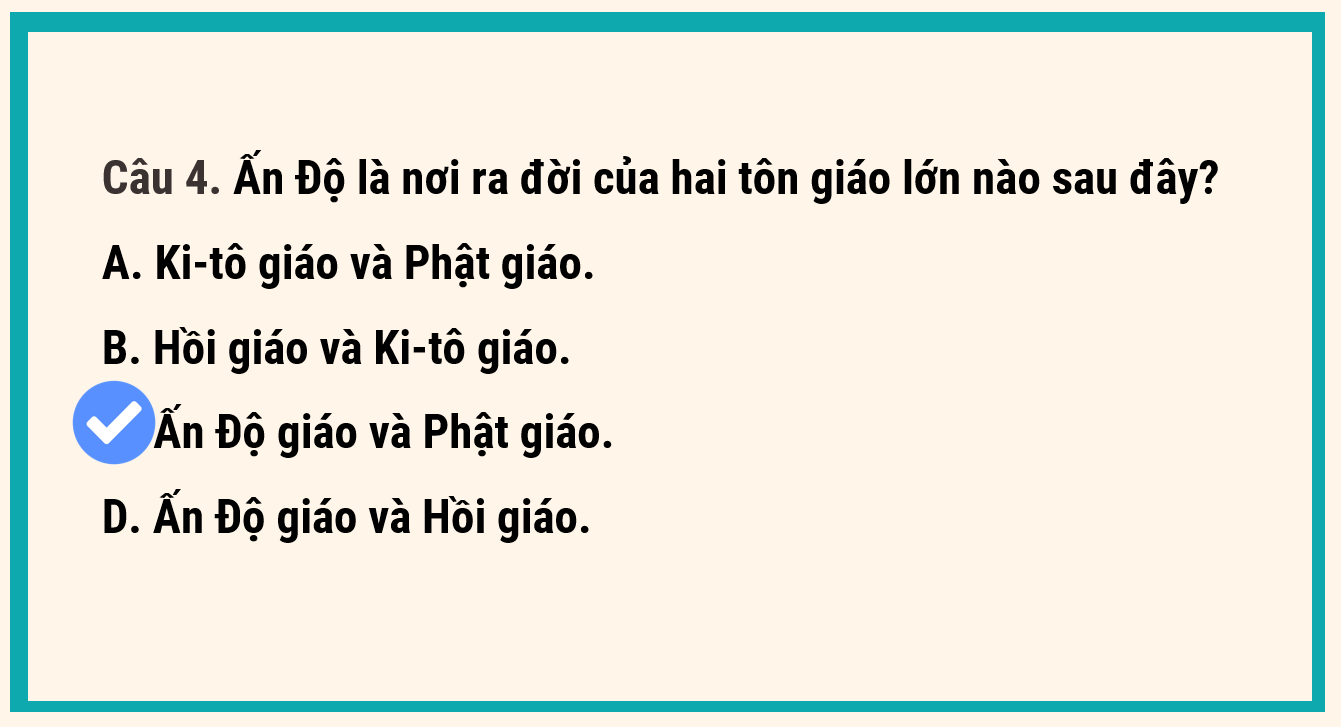 Câu 4. Ấn Độ là nơi ra đời của hai tôn giáo lớn nào sau đây?
A. Ki-tô giáo và Phật giáo.
B. Hồi giáo và Ki-tô giáo.
Ấn Độ giáo và Phật giáo.
D. Ấn Độ giáo và Hồi giáo.